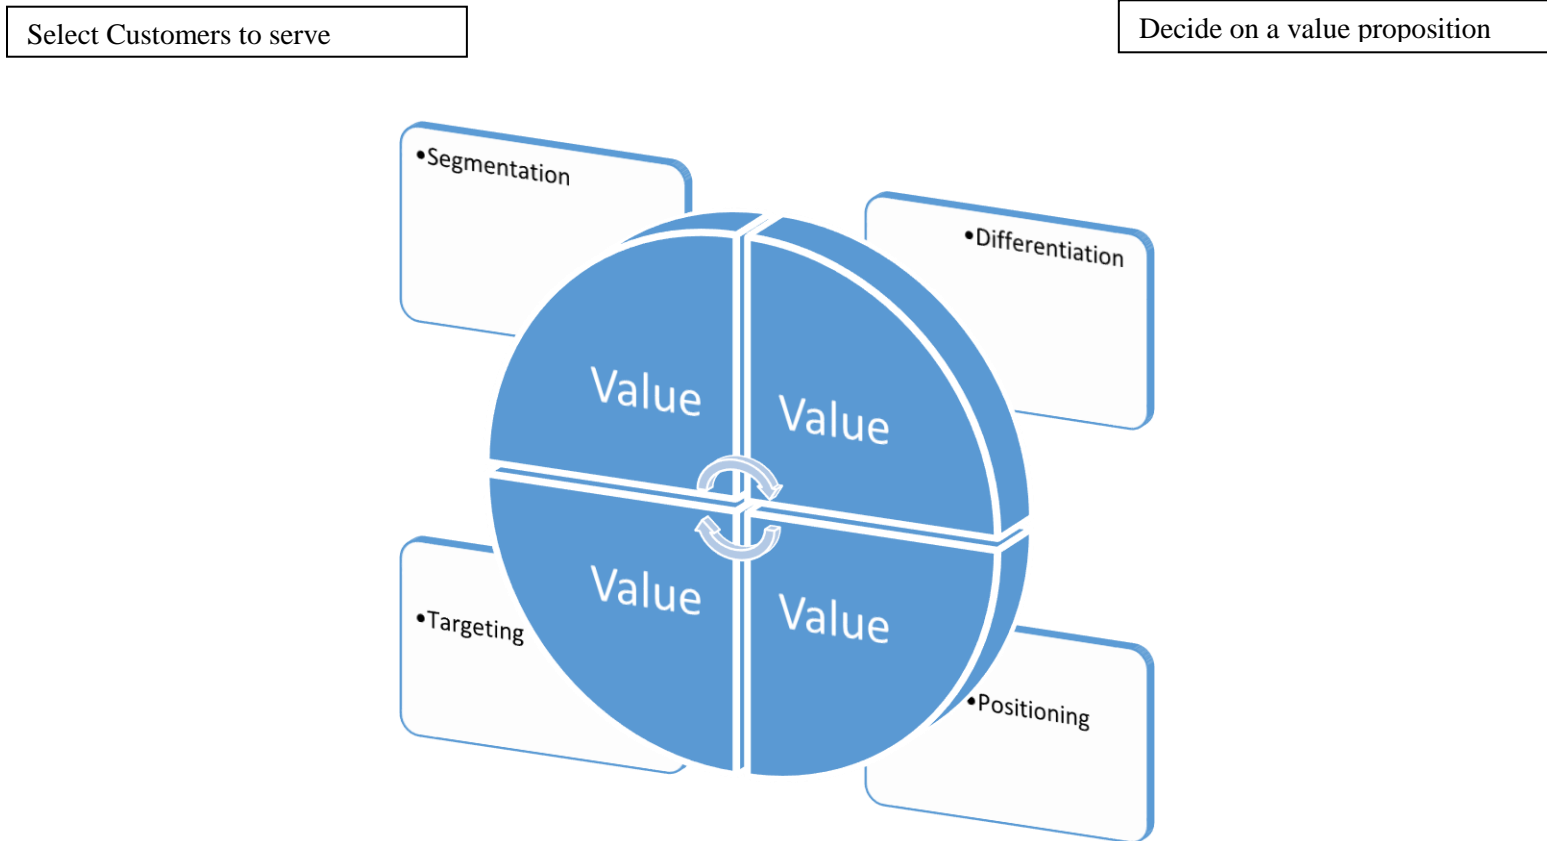 Select Customers to serve
Decide on a value proposition
•Segmentation
•Differentiation
Value
Value
Value
Value
•Targeting
•Positioning